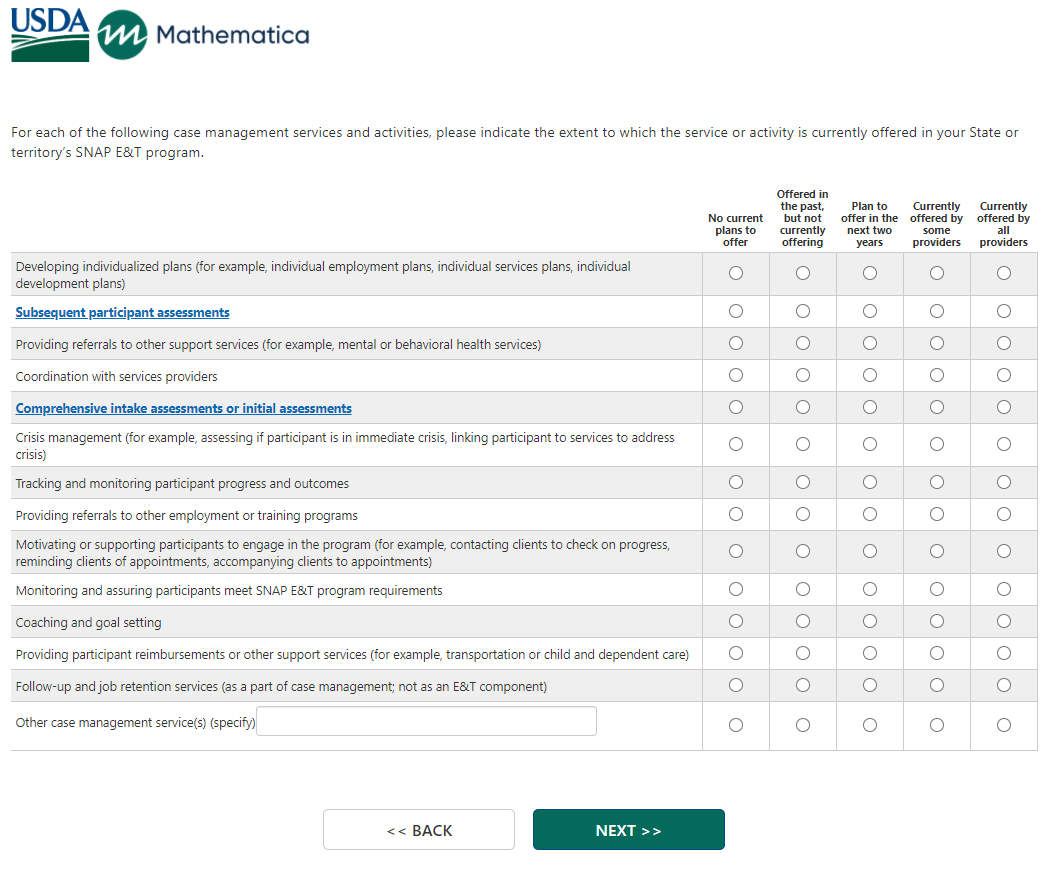 USDA
m Mathematica
For each of the following case management services and activities, please indicate the extent to which the service or activity is currently offered in your State or
territory's SNAP E&T program.
No current
plans to
offer
Offered in
the past,
but not
currently
offering
Plan to
offer in the
next two
years
Currently
offered by
some
providers
Currently
offered by
all
providers
Developing individualized plans (for example, individual employment plans, individual services plans, individual
development plans)
Subsequent participant assessments
Providing referrals to other support services (for example, mental or behavioral health services)
Coordination with services providers
Comprehensive intake assessments or initial assessments
Crisis management (for example, assessing if participant is in immediate crisis, linking participant to services to address
crisis)
Tracking and monitoring participant progress and outcomes
Providing referrals to other employment or training programs
Motivating or supporting participants to engage in the program (for example, contacting clients to check on progress,
reminding clients of appointments, accompanying clients to appointments)
Monitoring and assuring participants meet SNAP E&T program requirements
Coaching and goal setting
Providing participant reimbursements or other support services (for example, transportation or child and dependent care)
Follow-up and job retention services (as a part of case management; not as an E&T component)
Other case management service(s) (specify)
<< BACK
NEXT >>